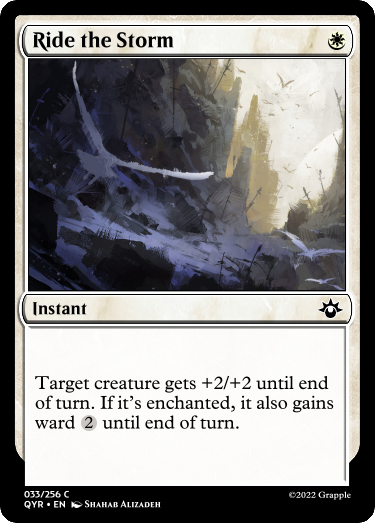 Ride the Storm
Instant
Target creature gets +2/+2 until end
of turn. If it's enchanted, it also gains
ward 2 until end of turn.
033/256 C
QYR • EN Shahab Alizadeh
©2022 Grapple